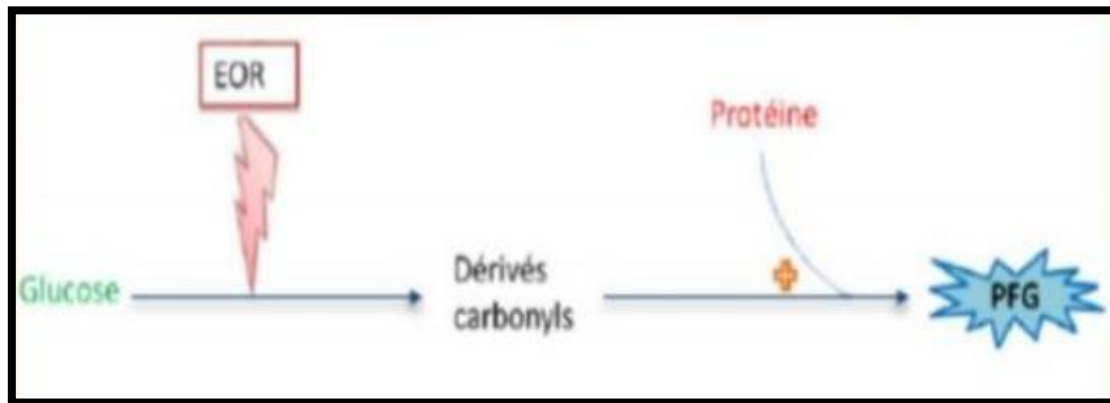 EOR
Protéine
Glucose
Dérivés
carbonyls
PFG